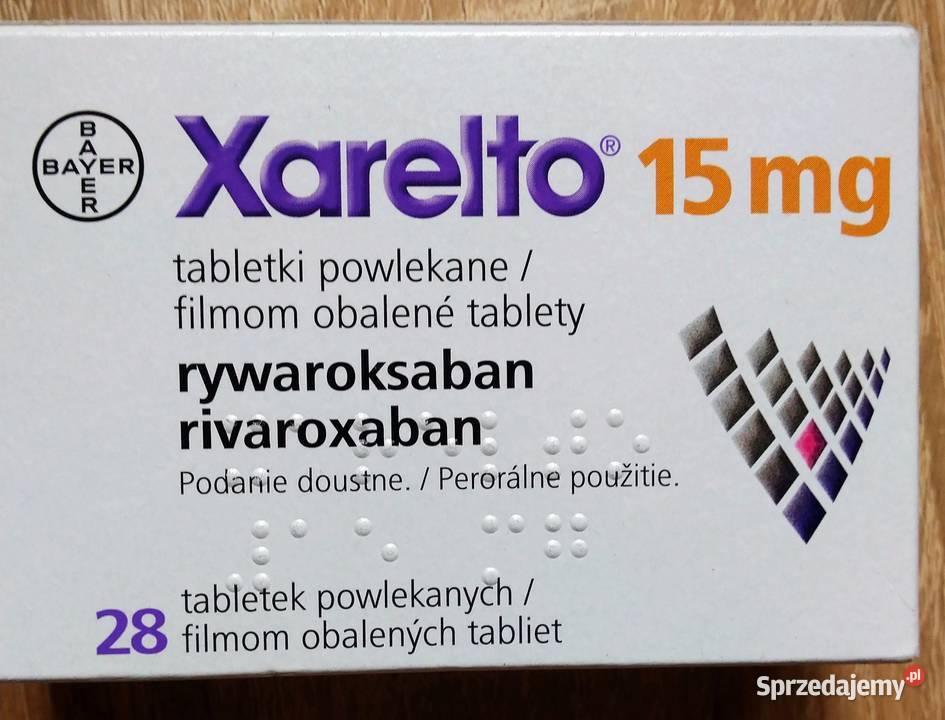 BAYER
BAYER
Xarelto® 15 mg
tabletki powlekane /
filmom obalené tablety
rywaroksaban
rivaroxaban
Podanie doustne. / Perorálne použitie.
28 tabletek powlekanych /
filmom obalených tabliet
Sprzedajemy.pl